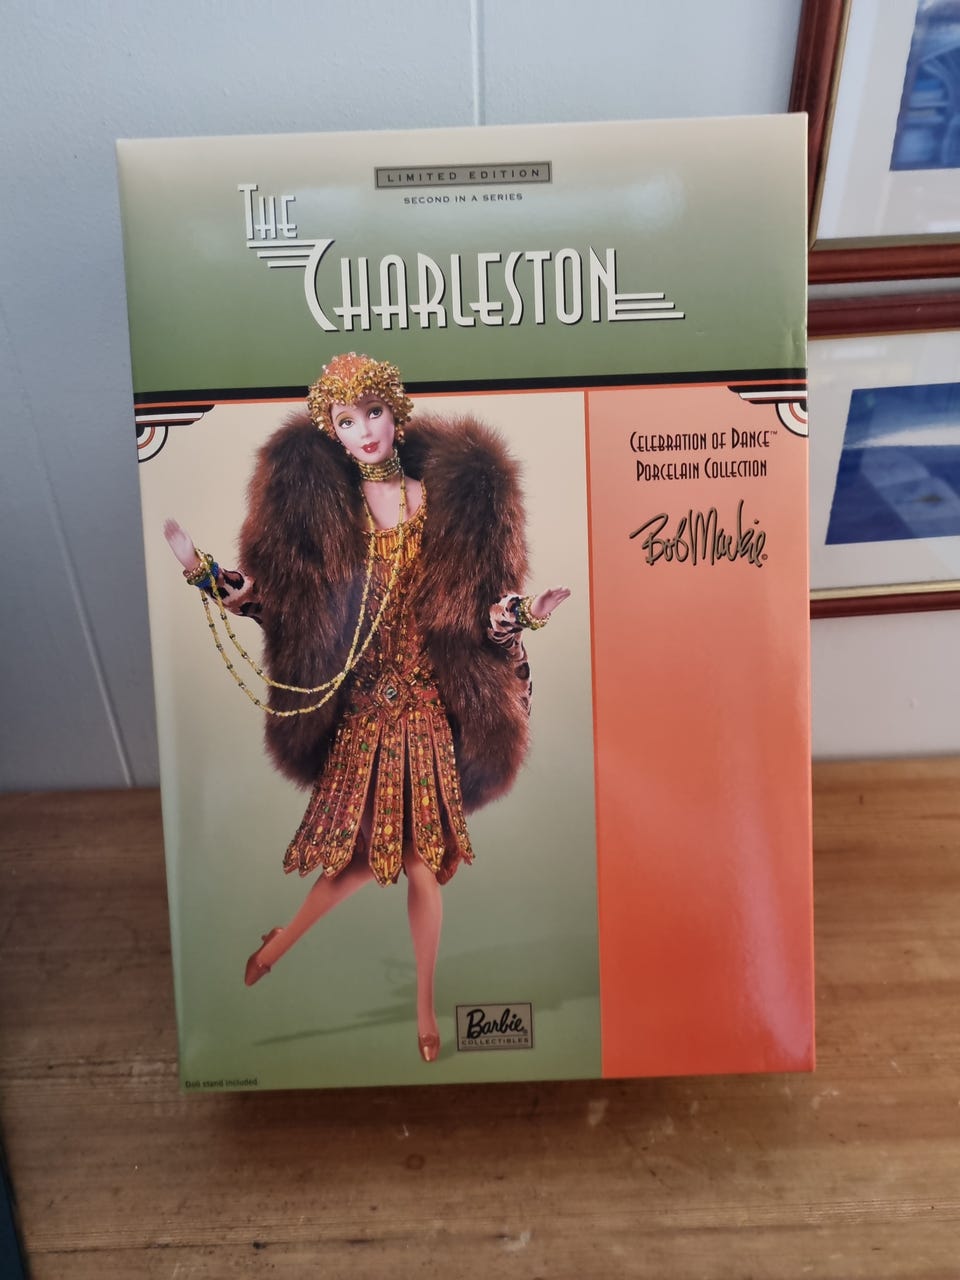 LIMITED EDITION
SECOND IN A SERIES
THE
CHARLESTON
CELEBRATION OF DANCE™
PORCELAIN COLLECTION
Bob Mackie®
Barbie®
COLLECTIBLES
Doll stand included.